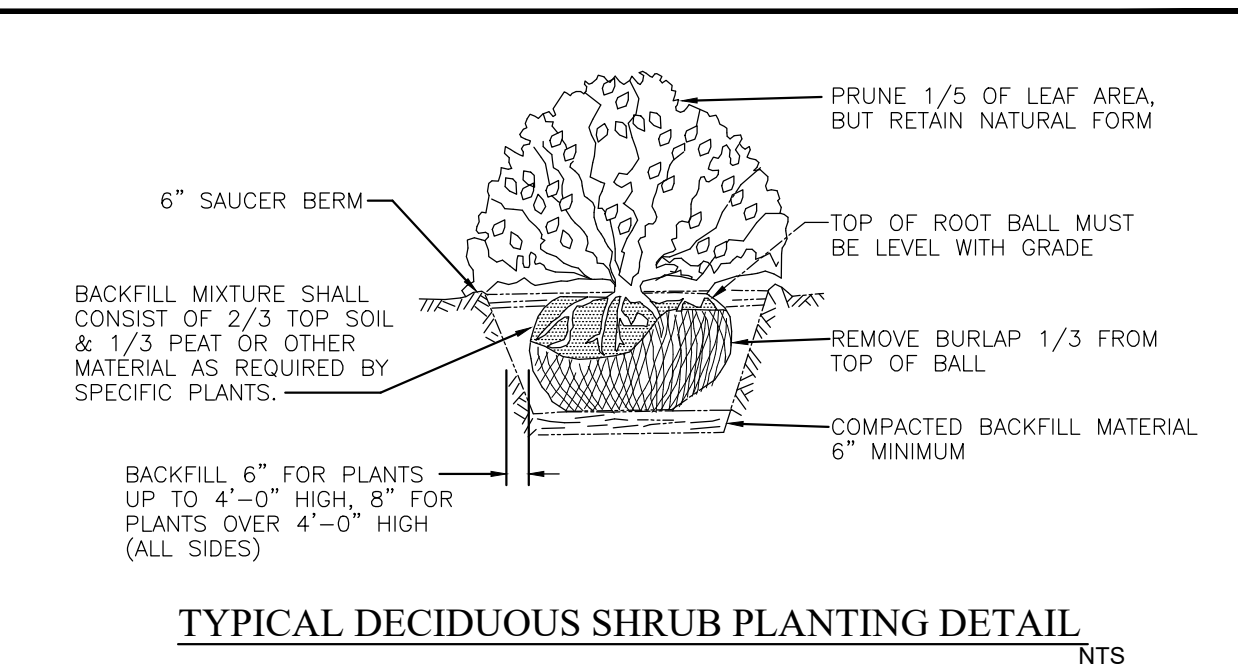 PRUNE 1/5 OF LEAF AREA,
BUT RETAIN NATURAL FORM
6” SAUCER BERM
TOP OF ROOT BALL MUST
BE LEVEL WITH GRADE
BACKFILL MIXTURE SHALL
CONSIST OF 2/3 TOP SOIL
& 1/3 PEAT OR OTHER
MATERIAL AS REQUIRED BY
SPECIFIC PLANTS.
REMOVE BURLAP 1/3 FROM
TOP OF BALL
COMPACTED BACKFILL MATERIAL
6” MINIMUM
BACKFILL 6” FOR PLANTS
UP TO 4’–0” HIGH, 8” FOR
PLANTS OVER 4’–0” HIGH
(ALL SIDES)
TYPICAL DECIDUOUS SHRUB PLANTING DETAIL
NTS